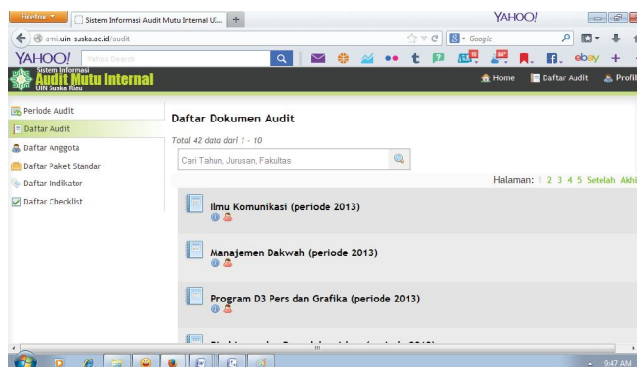 Firefox
Sistem Informasi Audit Mutu Internal U...
YAHOO!
ami.uin-suska.ac.id/audit
Google
YAHOO!
Yahoo Search
ebay
Sistem Informasi
Audit Mutu Internal
UIN Suska Riau
Home
Daftar Audit
Profil
Periode Audit
Daftar Audit
Daftar Anggota
Daftar Paket Standar
Daftar Indikator
Daftar Checklist
Daftar Dokumen Audit
Total 42 data dari 1 - 10
Cari Tahun, Jurusan, Fakultas
Halaman: 1 2 3 4 5 Setelah Akhi
Ilmu Komunikasi (periode 2013)
Manajemen Dakwah (periode 2013)
Program D3 Pers dan Grafika (periode 2013)
9:47 AM